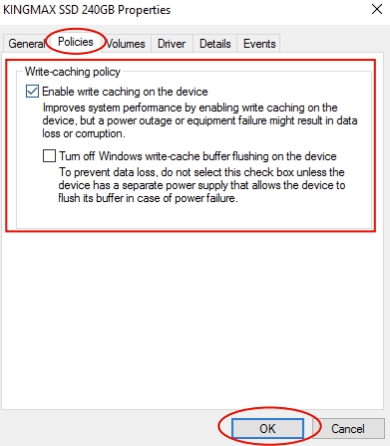 KINGMAX SSD 240GB Properties
General Policies Volumes Driver Details Events
Write-caching policy
Enable write caching on the device
Improves system performance by enabling write caching on the
device, but a power outage or equipment failure might result in data
loss or corruption.
Turn off Windows write-cache buffer flushing on the device
To prevent data loss, do not select this check box unless the
device has a separate power supply that allows the device to
flush its buffer in case of power failure.
OK Cancel